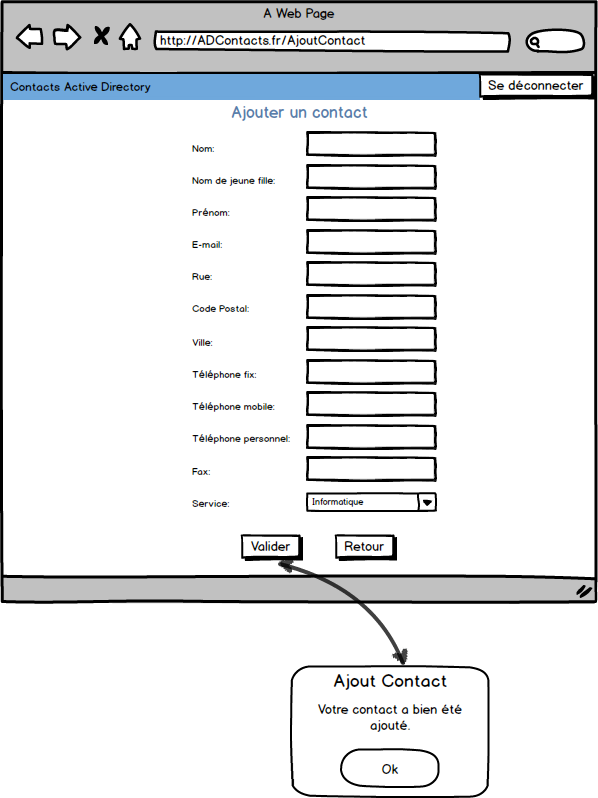 A Web Page
http://ADContacts.fr/AjoutContact
Contacts Active Directory
Se déconnecter
Ajouter un contact
Nom:
Nom de jeune fille:
Prénom:
E-mail:
Rue:
Code Postal:
Ville:
Téléphone fix:
Téléphone mobile:
Téléphone personnel:
Fax:
Service:
Informatique
Valider
Retour
Ajout Contact
Votre contact a bien été
ajouté.
Ok